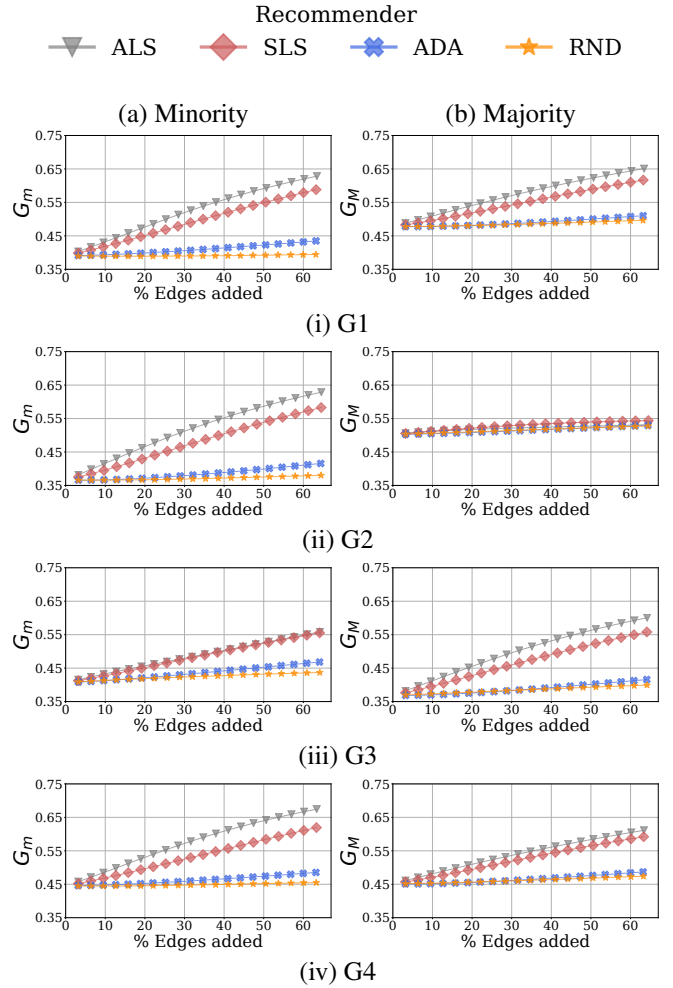 Recommender
ALS SLS ADA RND
(a) Minority (b) Majority
0.75 0.65 0.55 0.45 0.35
G_m
0 10 20 30 40 50 60
% Edges added
0.75 0.65 0.55 0.45 0.35
G_M
0 10 20 30 40 50 60
% Edges added
(i) G1
0.75 0.65 0.55 0.45 0.35
G_m
0 10 20 30 40 50 60
% Edges added
0.75 0.65 0.55 0.45 0.35
G_M
0 10 20 30 40 50 60
% Edges added
(ii) G2
0.75 0.65 0.55 0.45 0.35
G_m
0 10 20 30 40 50 60
% Edges added
0.75 0.65 0.55 0.45 0.35
G_M
0 10 20 30 40 50 60
% Edges added
(iii) G3
0.75 0.65 0.55 0.45 0.35
G_m
0 10 20 30 40 50 60
% Edges added
0.75 0.65 0.55 0.45 0.35
G_M
0 10 20 30 40 50 60
% Edges added
(iv) G4